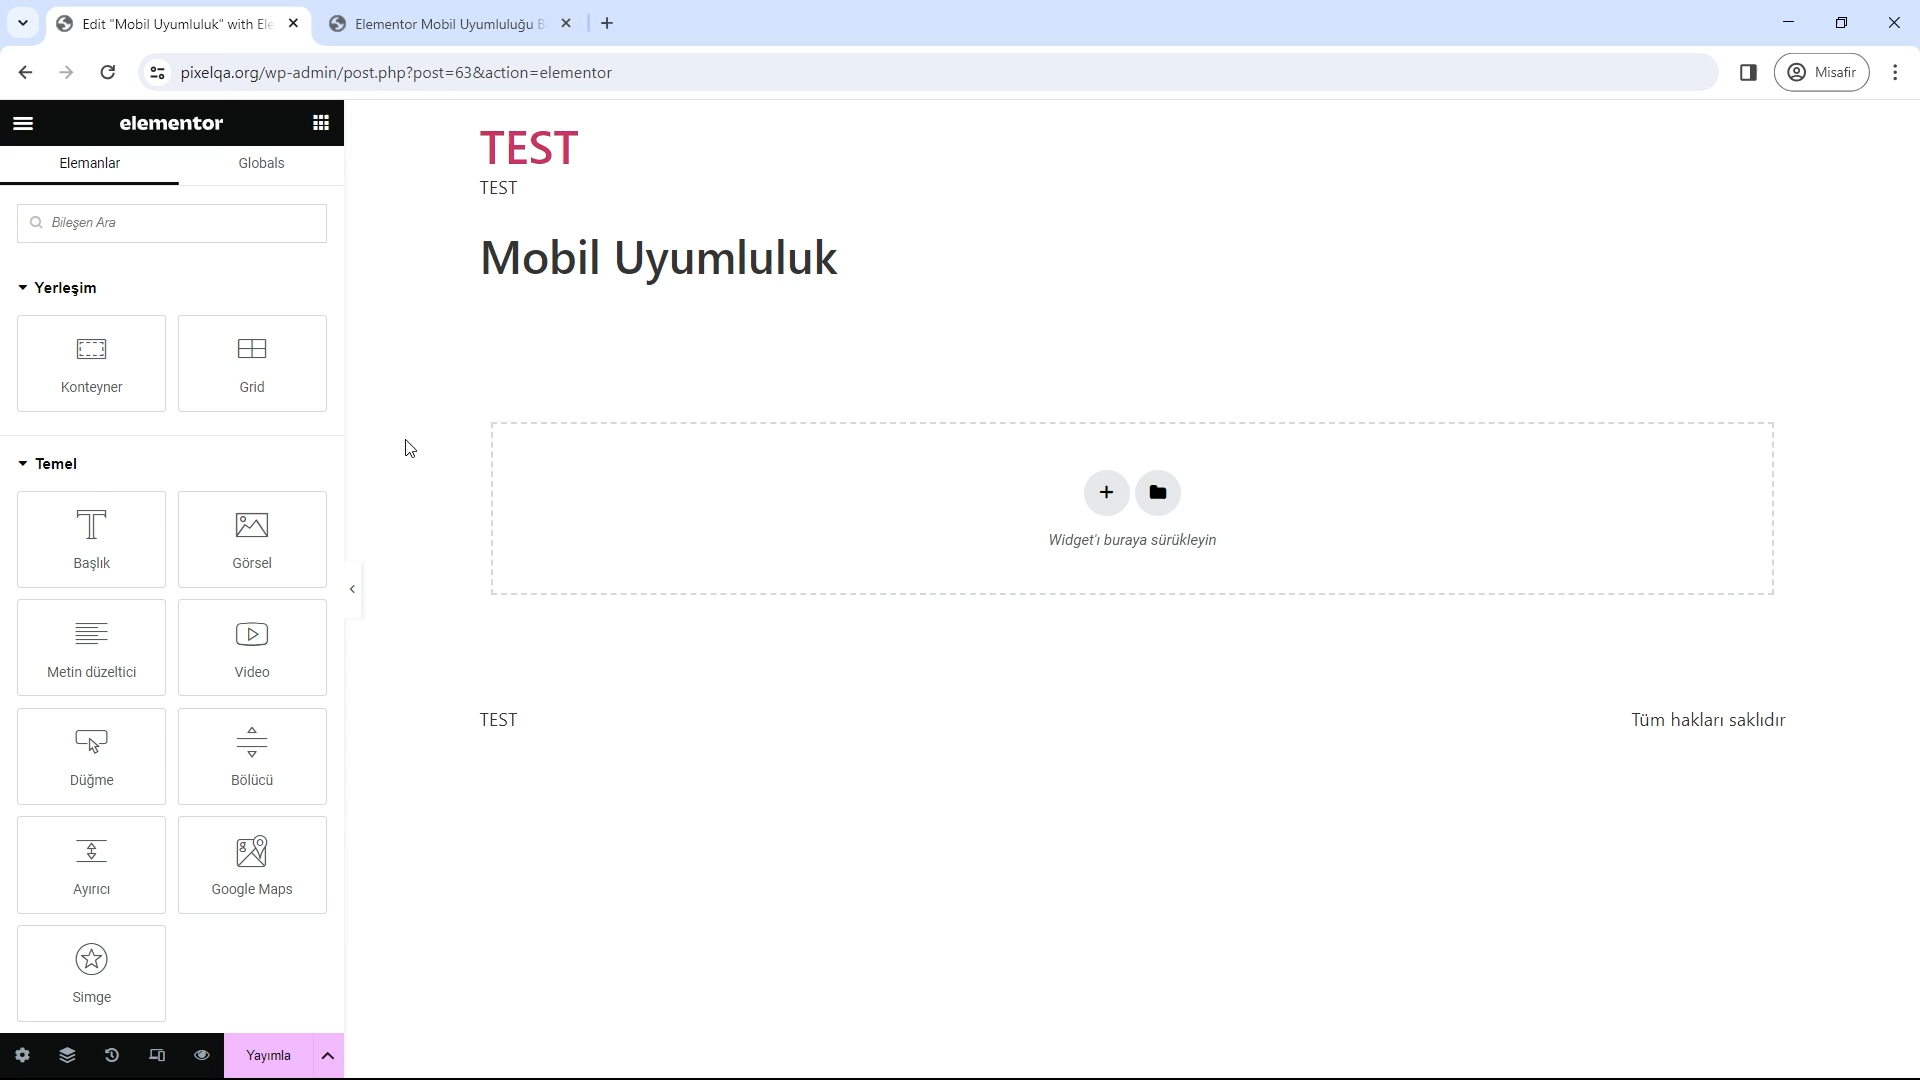 Edit "Mobil Uyumluluk" with Ele
Elementor Mobil Uyumluluğu B
pixelqa.org/wp-admin/post.php?post=63&action=elementor
Misafir
elementor
Elemanlar
Globals
Bileşen Ara
Yerleşim
Konteyner
Grid
Temel
Başlık
Görsel
Metin düzeltici
Video
Düğme
Bölücü
Ayırıcı
Google Maps
Simge
Yayımla
TEST
TEST
Mobil Uyumluluk
Widget'ı buraya sürükleyin
TEST
Tüm hakları saklıdır